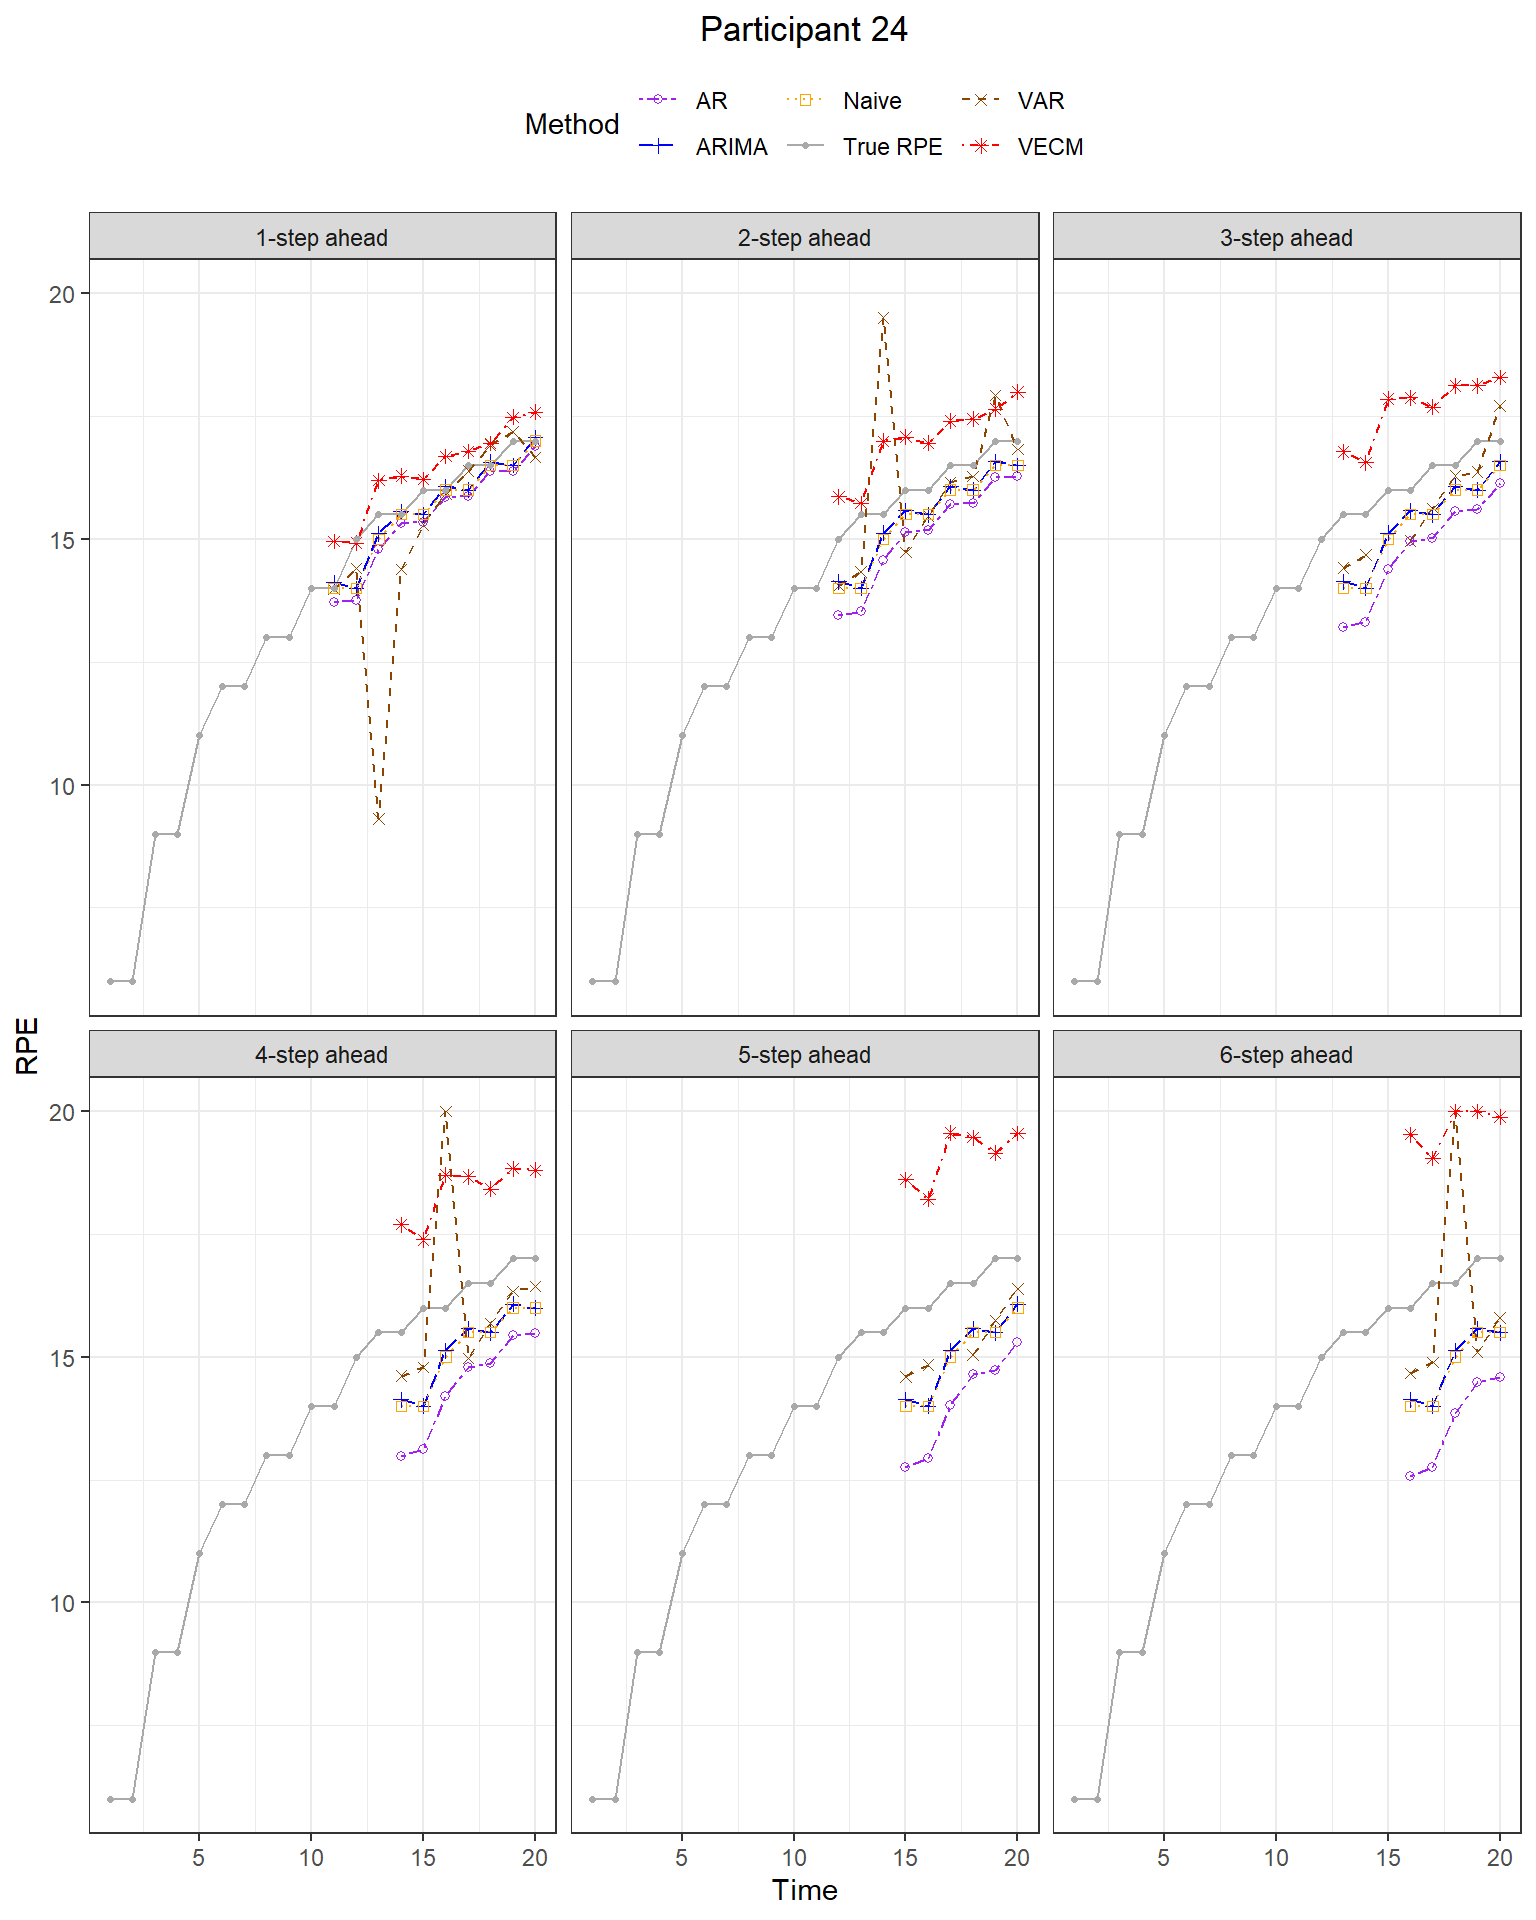 Participant 24
Method
AR
Naive
VAR
ARIMA
True RPE
VECM
1-step ahead
2-step ahead
3-step ahead
20
15
10
RPE
4-step ahead
5-step ahead
6-step ahead
20
15
10
5 10 15 20 5 10 15 20 5 10 15 20
Time